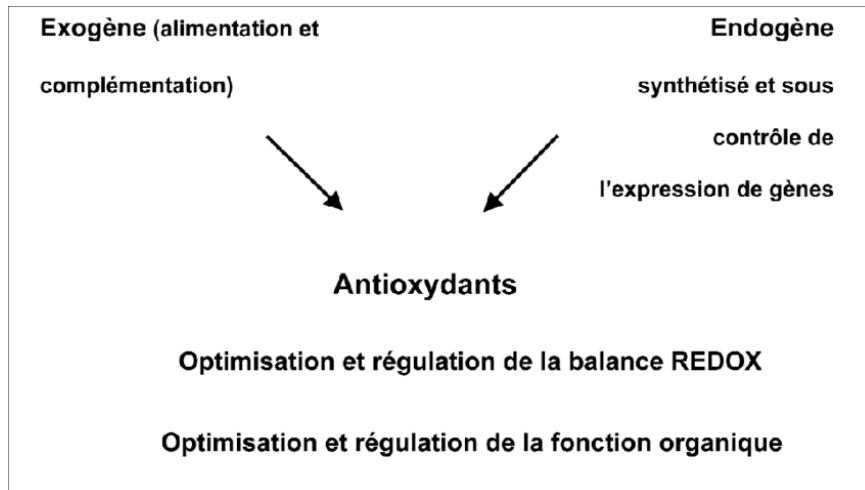 Exogène (alimentation et
complémentation)
Endogène
synthétisé et sous
contrôle de
l'expression de gènes
Antioxydants
Optimisation et régulation de la balance REDOX
Optimisation et régulation de la fonction organique